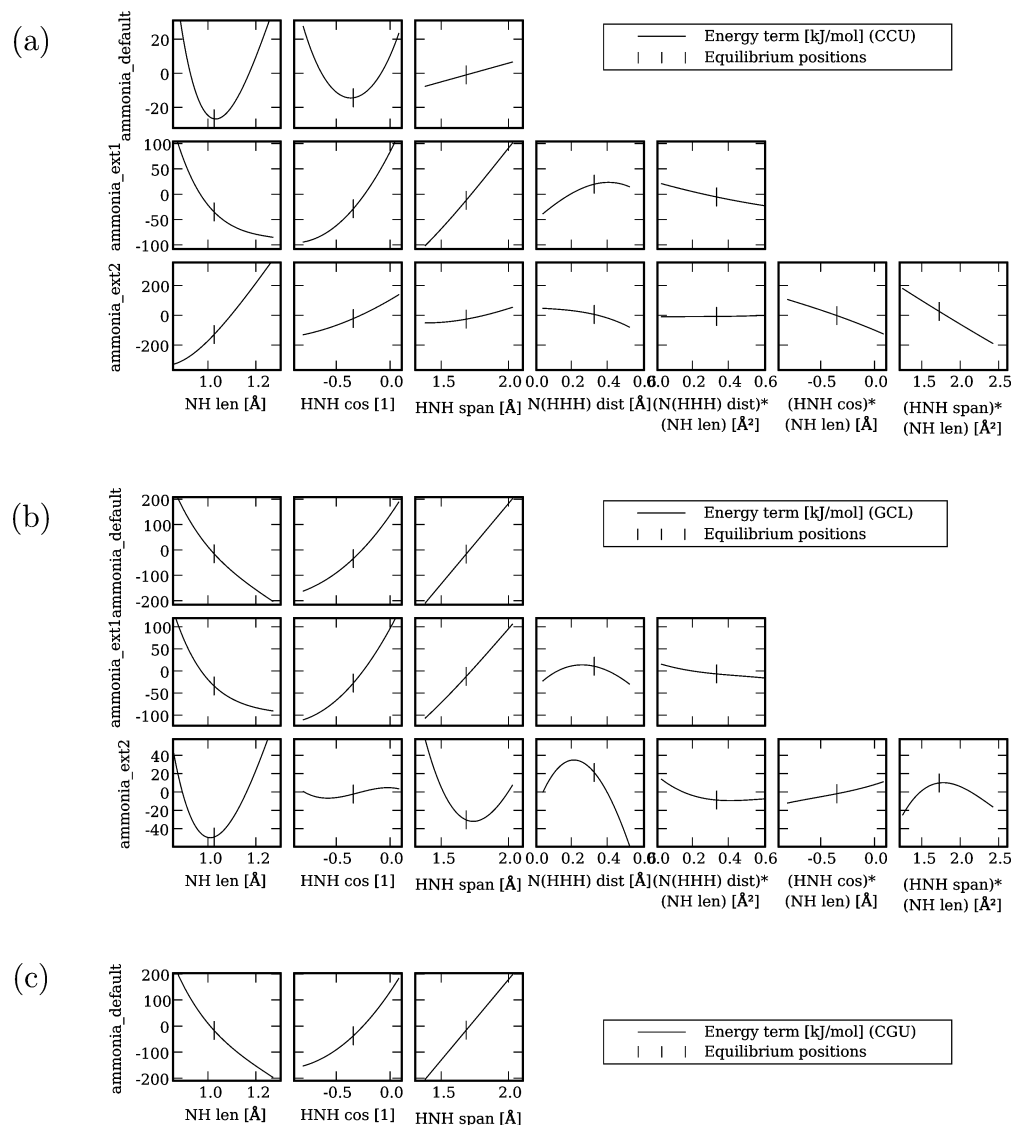 (a)
ammonia_default
20
0
-20
Energy term [kJ/mol] (CCU)
Equilibrium positions
ammonia_ext1
100
50
0
-50
-100
ammonia_ext2
200
0
-200
1.0 1.2
-0.5 0.0
1.5 2.0
0.0 0.2 0.4 0.6
0.0 0.2 0.4 0.6
-0.5 0.0
1.5 2.0 2.5
NH len [Å]
HNH cos [1]
HNH span [Å]
N(HHH) dist [Å]
(N(HHH) dist)*
(NH len) [Å²]
(HNH cos)*
(NH len) [Å]
(HNH span)*
(NH len) [Å²]
(b)
ammonia_default
200
100
0
-100
-200
Energy term [kJ/mol] (GCL)
Equilibrium positions
ammonia_ext1
100
50
0
-50
-100
ammonia_ext2
40
20
0
-20
-40
1.0 1.2
-0.5 0.0
1.5 2.0
0.0 0.2 0.4 0.6
0.0 0.2 0.4 0.6
-0.5 0.0
1.5 2.0 2.5
NH len [Å]
HNH cos [1]
HNH span [Å]
N(HHH) dist [Å]
(N(HHH) dist)*
(NH len) [Å²]
(HNH cos)*
(NH len) [Å]
(HNH span)*
(NH len) [Å²]
(c)
ammonia_default
200
100
0
-100
-200
1.0 1.2
-0.5 0.0
1.5 2.0
NH len [Å]
HNH cos [1]
HNH span [Å]
Energy term [kJ/mol] (CGU)
Equilibrium positions